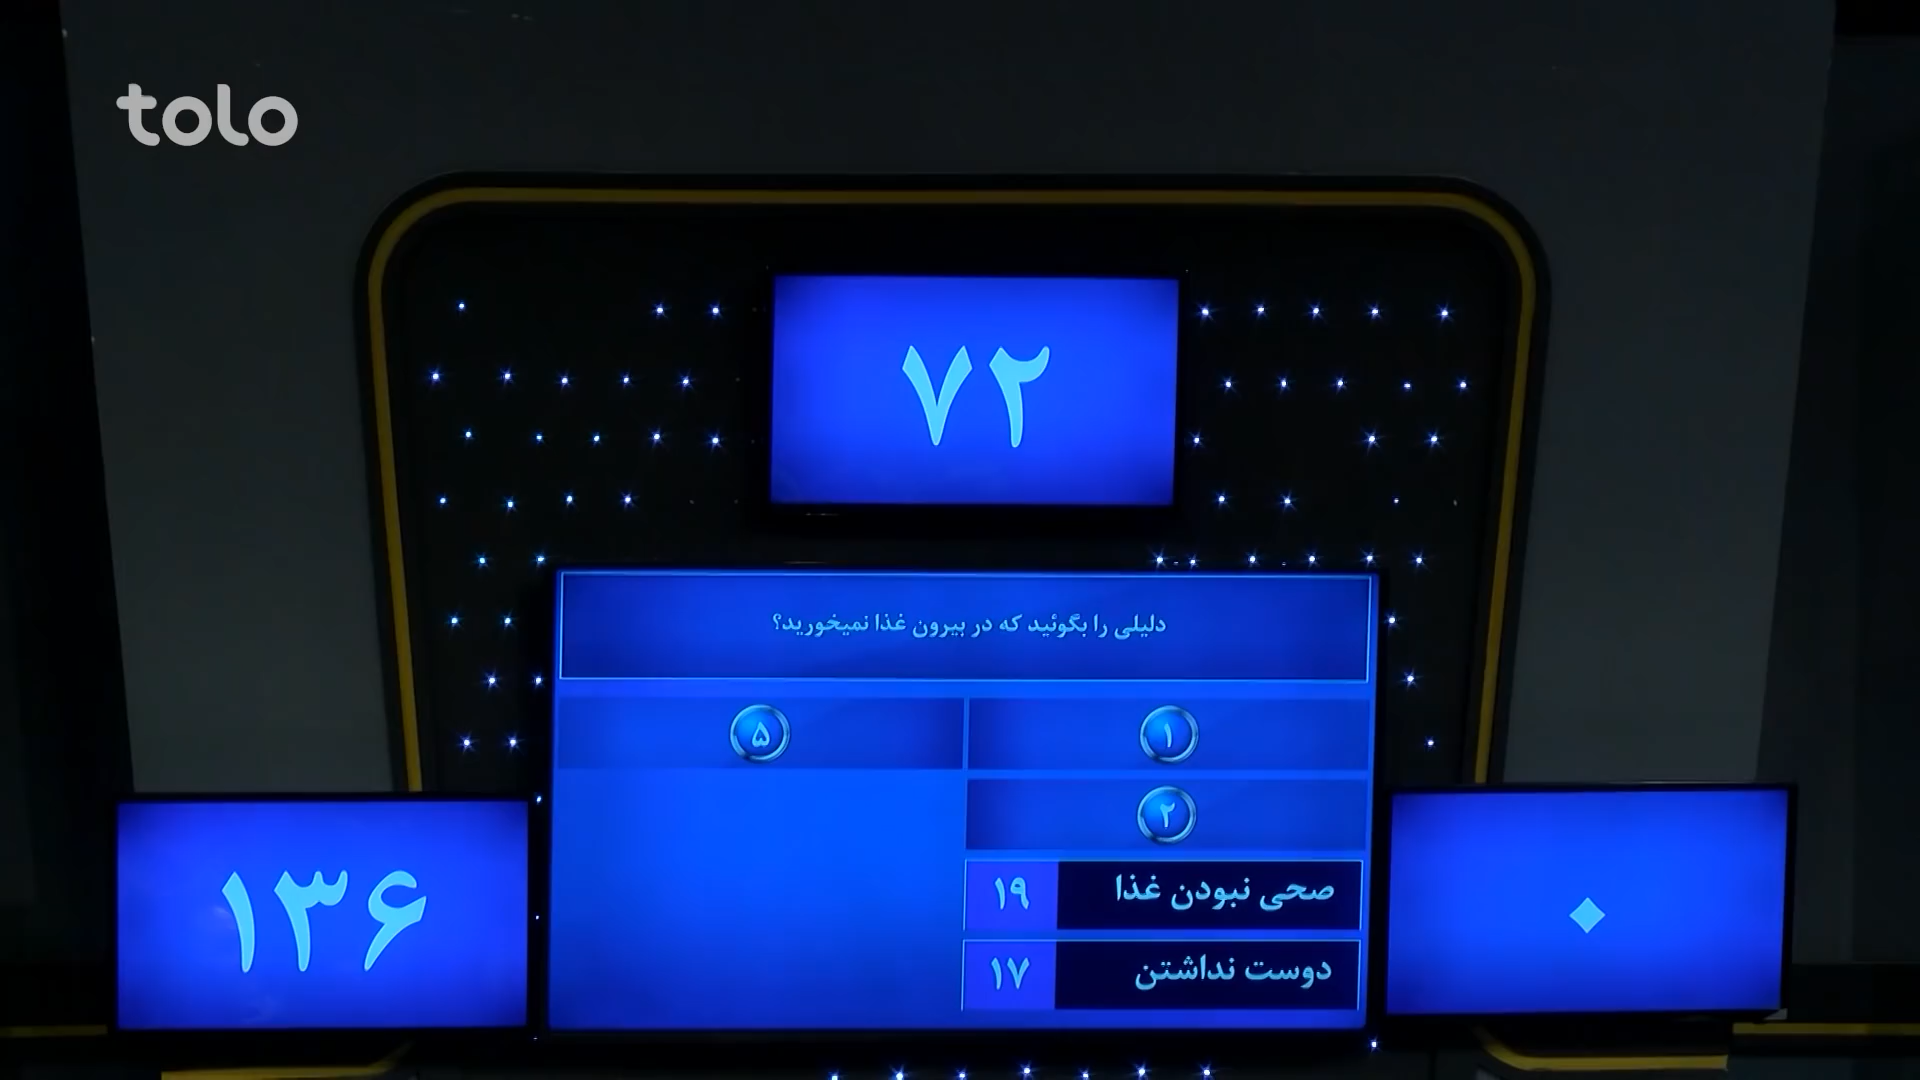 tolo
۷۲
دلیلی را بگوئید که در بیرون غذا نمیخورید؟
۱
۵
۲
صحی نبودن غذا ۱۹
دوست نداشتن ۱۷
۱۳۶
۰